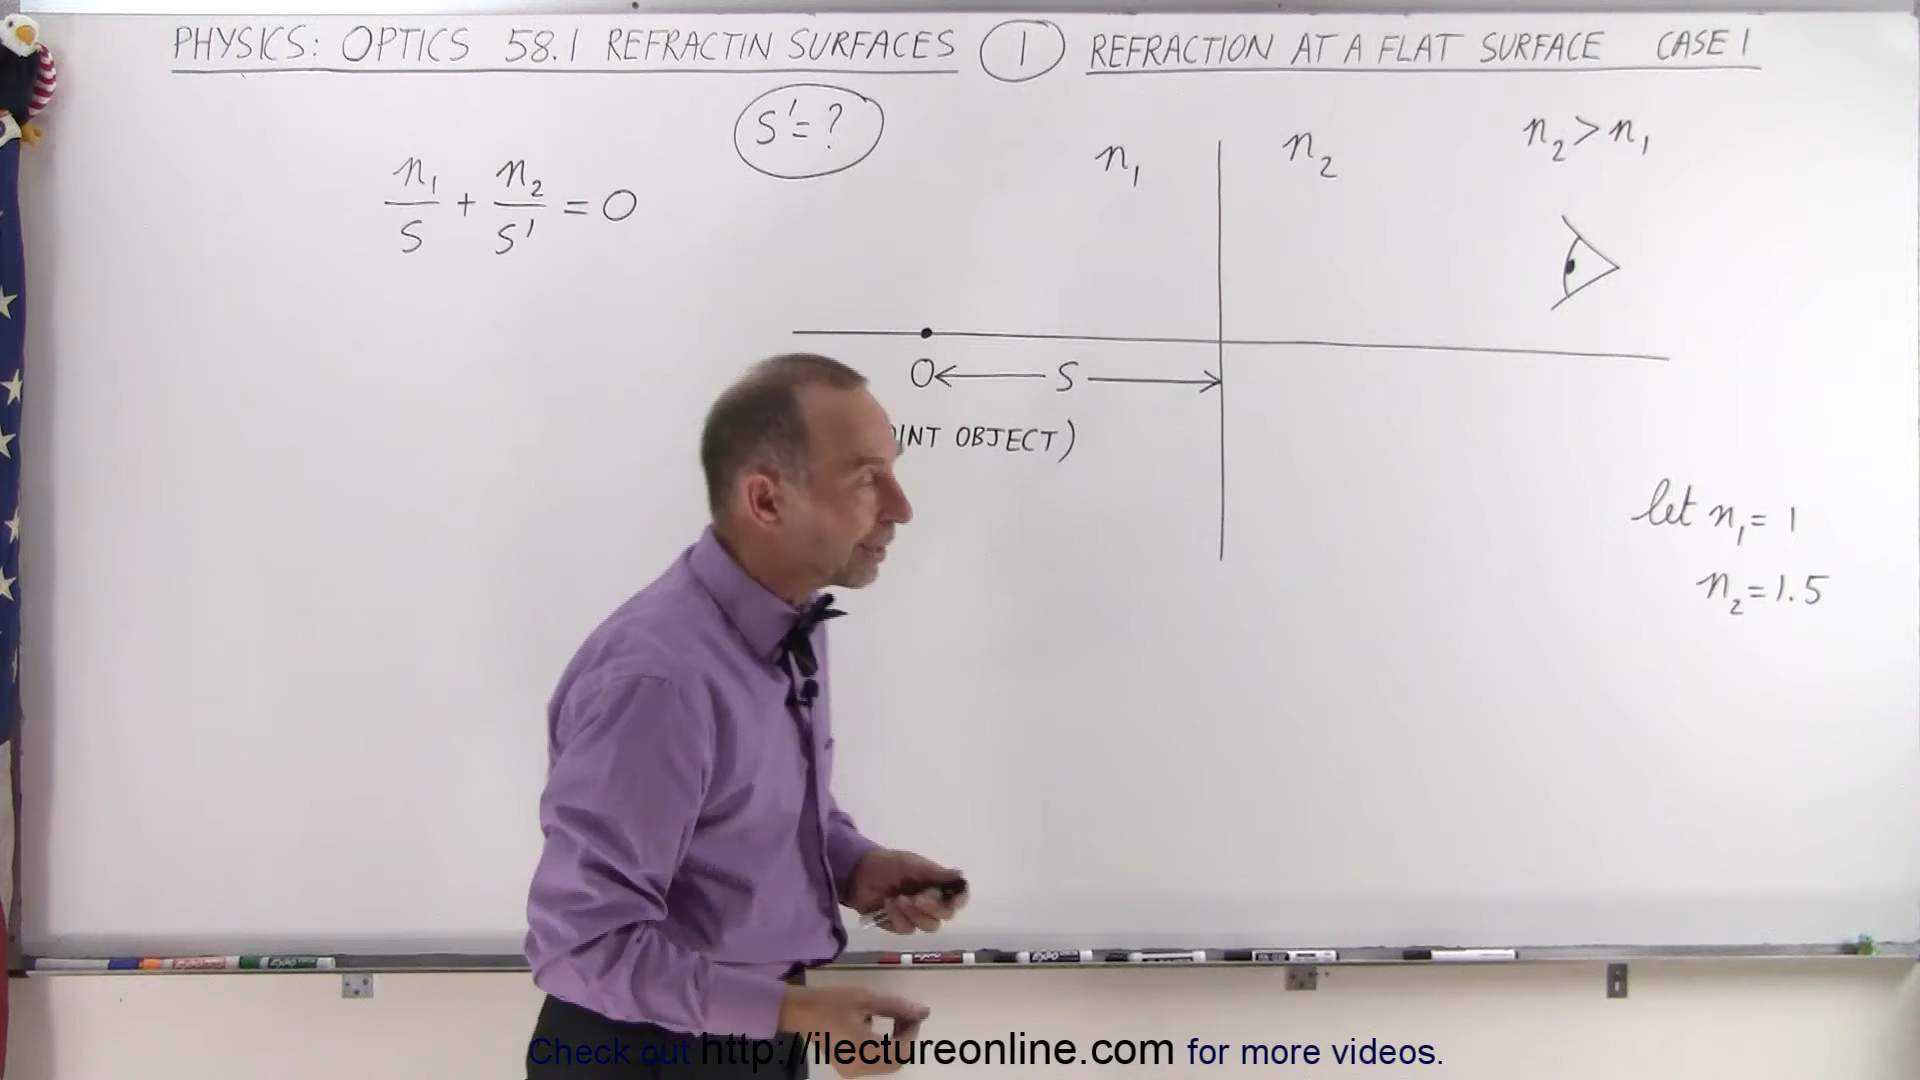 PHYSICS: OPTICS 58.1 REFRACTIN SURFACES 1 REFRACTION AT A FLAT SURFACE CASE 1
S' = ?
n₁/S + n₂/S' = 0
n₁ n₂ n₂ > n₁
O ← S →
OBJECT)
let n₁ = 1
n₂ = 1.5
Check out http://ilectureonline.com for more videos.